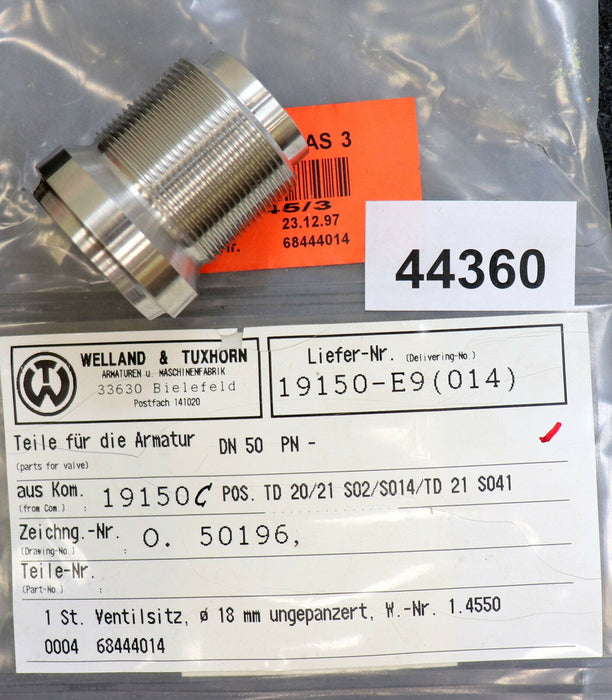 AS 3
45/3
23.12.97
68444014
44360
TW
WELLAND & TUXHORN
ARMATUREN U. MASCHINENFABRIK
33630 Bielefeld
Postfach 141020
Liefer-Nr. (Delivering-No.)
19150-E9(014)
Teile für die Armatur DN 50 PN -
(parts for valve)
aus Kom. 19150C POS. TD 20/21 S02/S014/TD 21 S041
(from Com.) :
Zeichng.-Nr. O. 50196,
(Drawing-No.) :
Teile-Nr.
(Part-No.) :
1 St. Ventilsitz, ø 18 mm ungepanzert, W.-Nr. 1.4550
0004 68444014